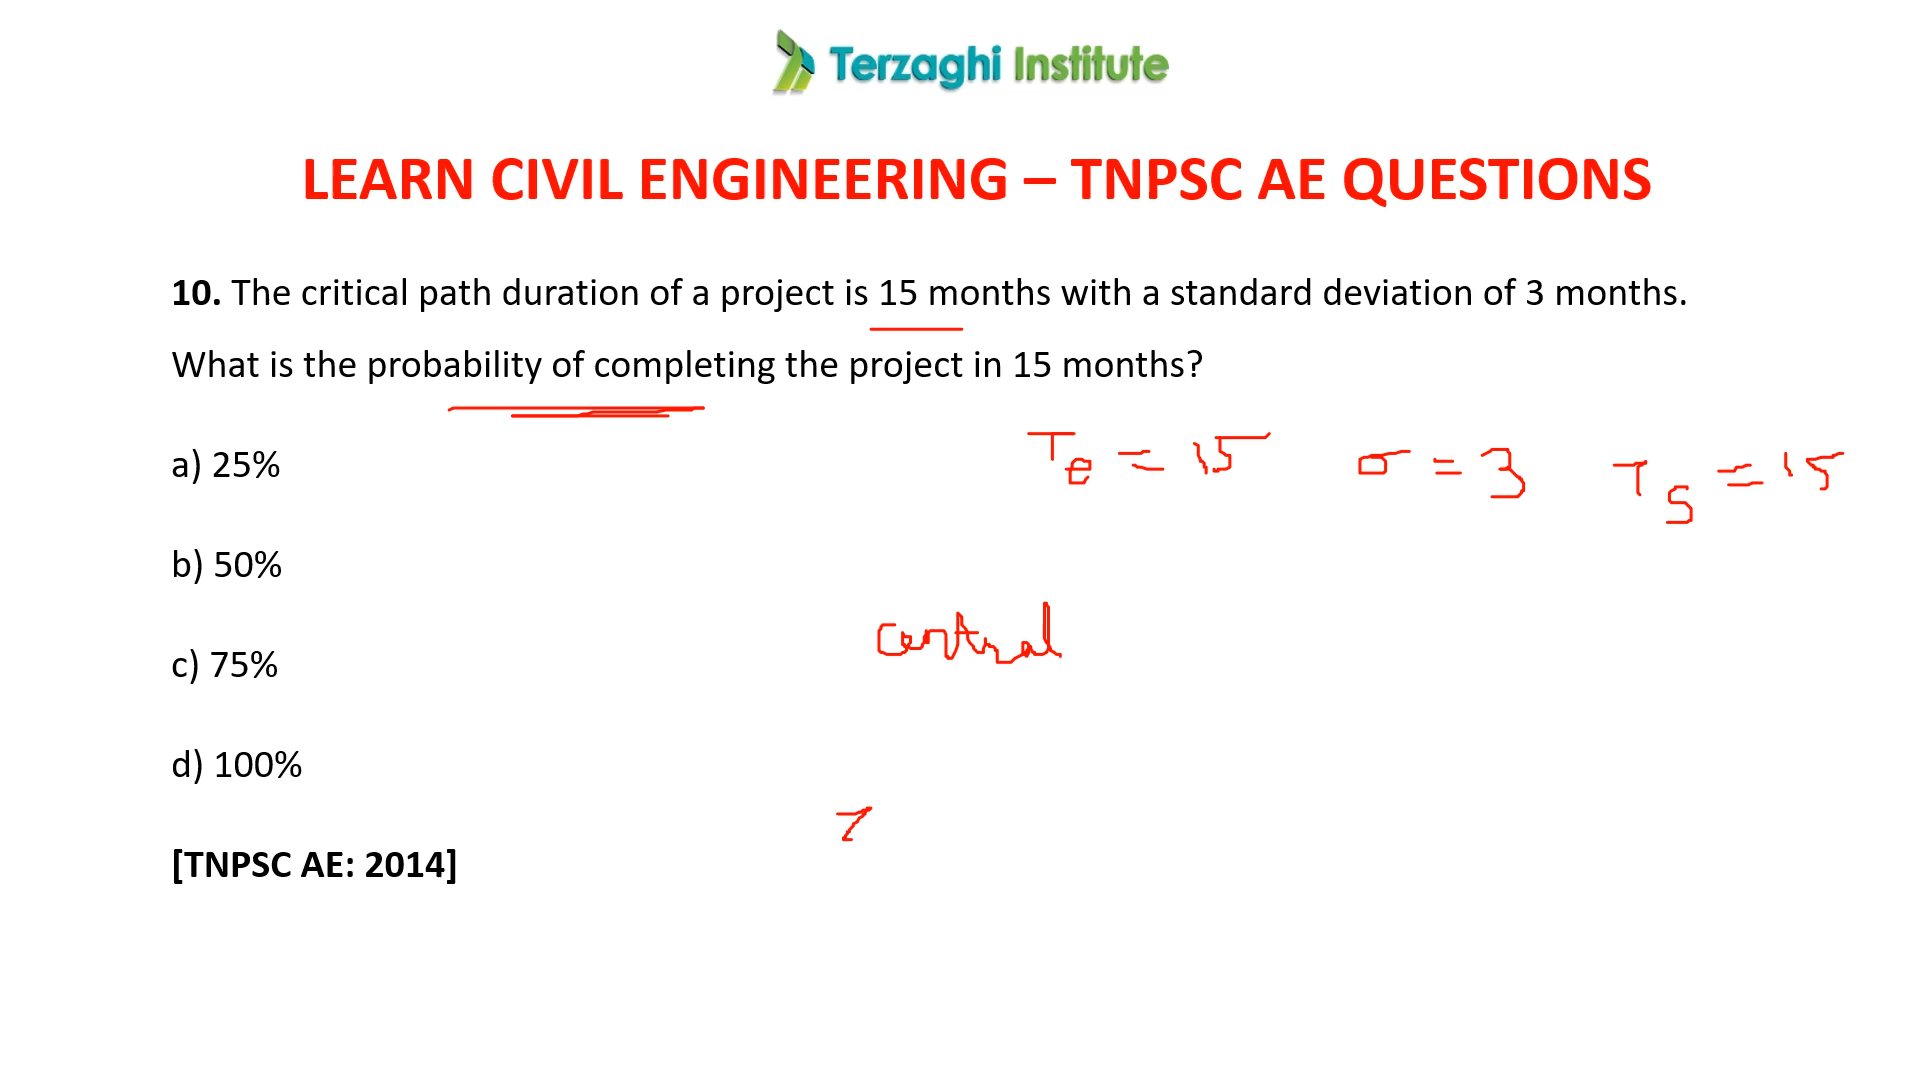 Terzaghi Institute
LEARN CIVIL ENGINEERING – TNPSC AE QUESTIONS
10. The critical path duration of a project is 15 months with a standard deviation of 3 months.
What is the probability of completing the project in 15 months?
Te = 15 σ = 3 Ts = 15
a) 25%
b) 50%
central
c) 75%
d) 100%
Z
[TNPSC AE: 2014]